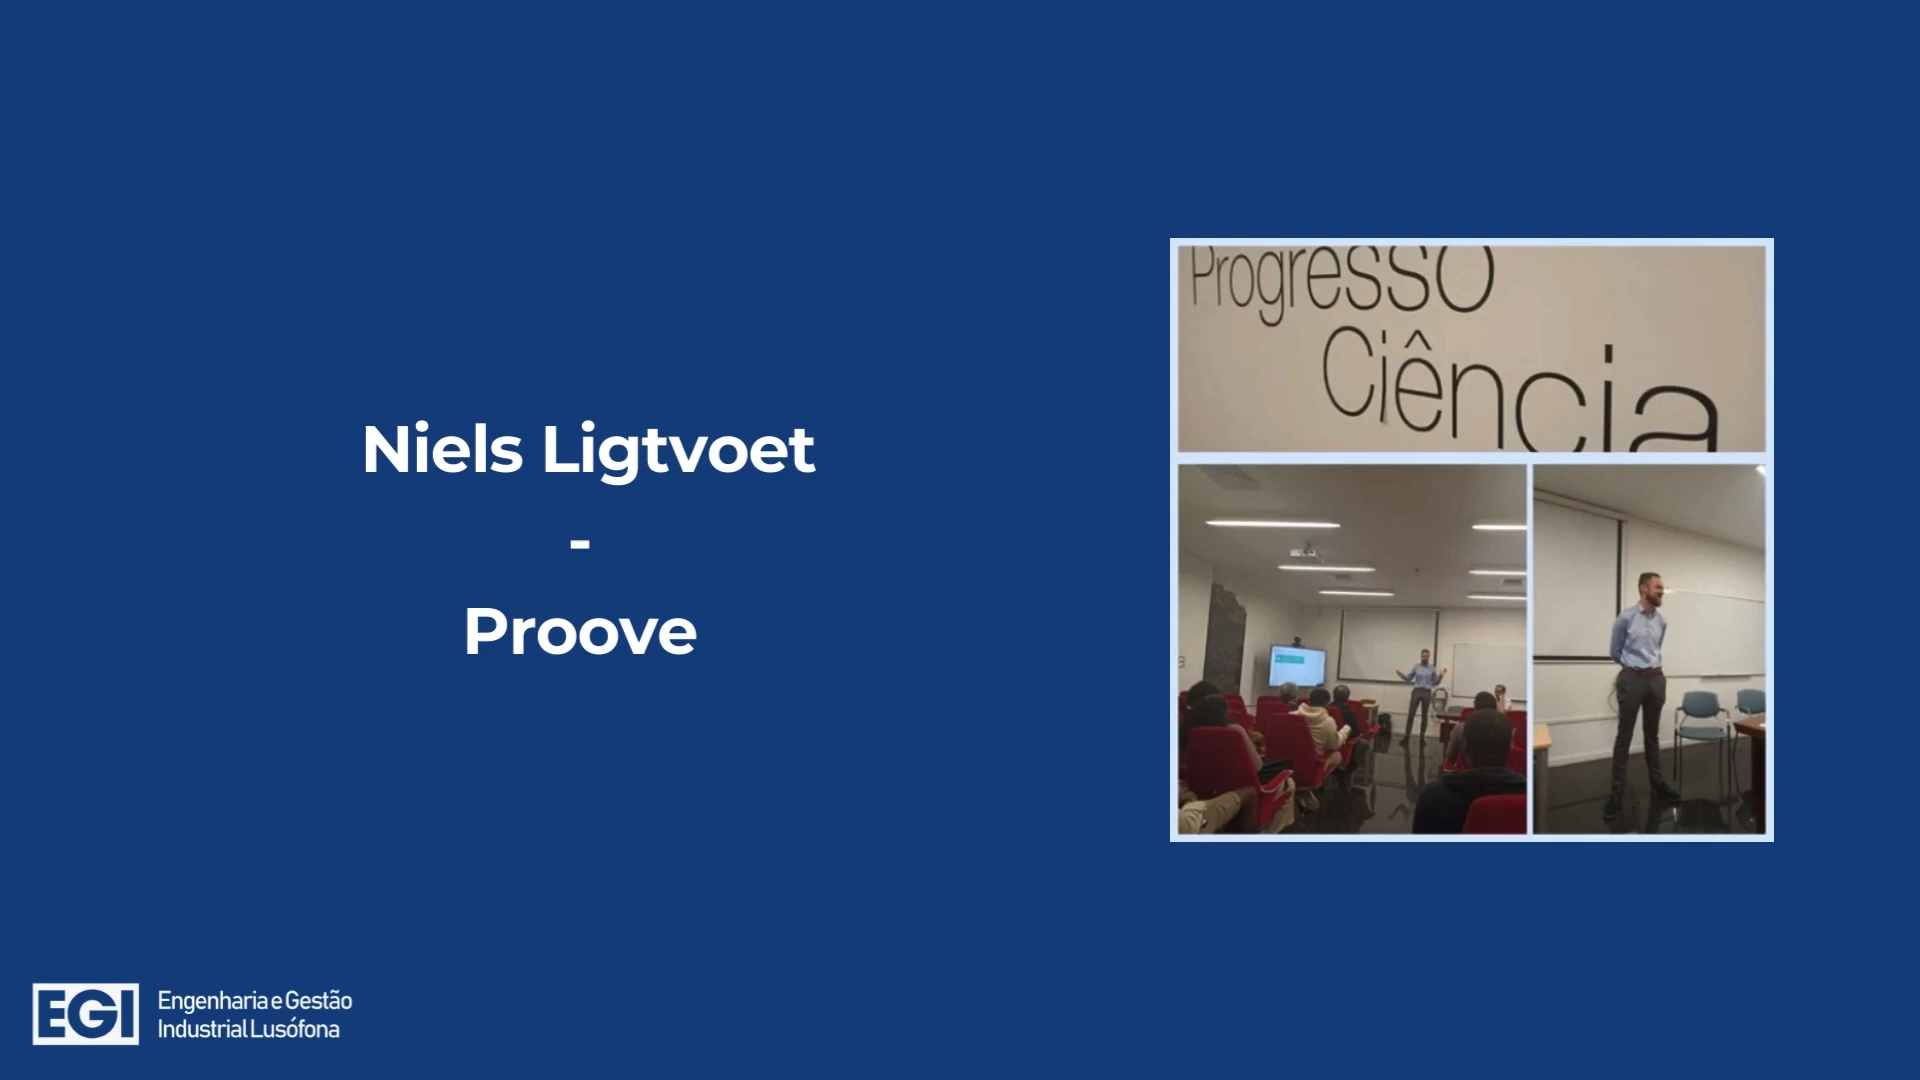 Niels Ligtvoet
-
Proove
Progresso
Ciência
EGI
Engenharia e Gestão
Industrial Lusófona